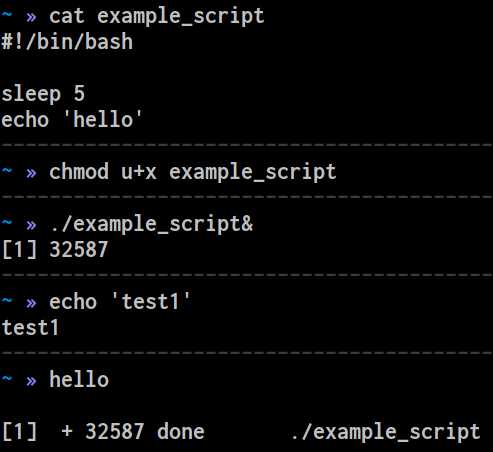 ~ » cat example_script
#!/bin/bash
sleep 5
echo 'hello'
~ » chmod u+x example_script
~ » ./example_script&
[1] 32587
~ » echo 'test1'
test1
~ » hello
[1]  + 32587 done       ./example_script